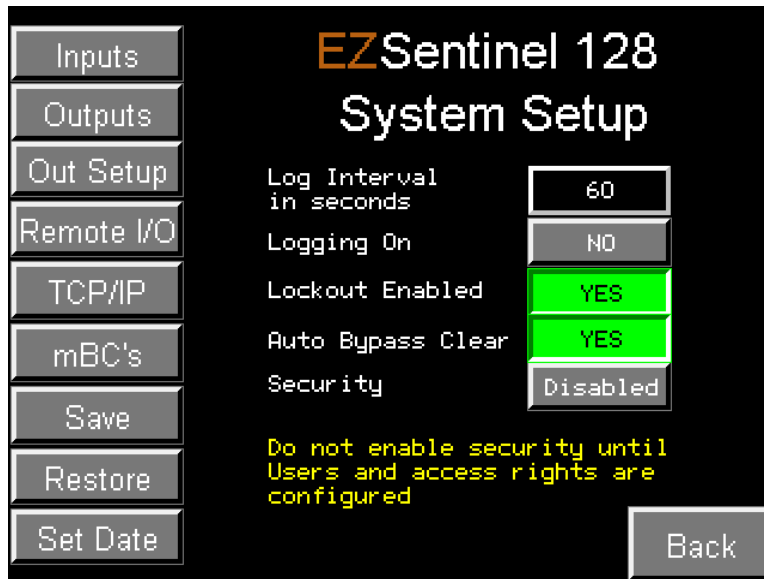 Inputs
Outputs
Out Setup
Remote I/O
TCP/IP
mBC's
Save
Restore
Set Date
EZSentinel 128
System Setup
Log Interval
in seconds
60
Logging On
NO
Lockout Enabled
YES
Auto Bypass Clear
YES
Security
Disabled
Do not enable security until
Users and access rights are
configured
Back